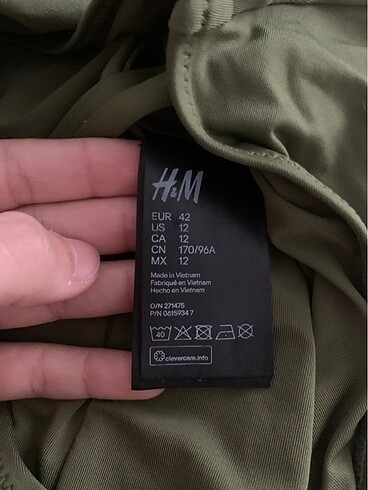 H&M
EUR 42
US 12
CA 12
CN 170/96A
MX 12
Made in Vietnam
Fabriqué en Vietnam
Hecho en Vietnam
O/N 271475
P/N 0615934 7
40
clevercare.info